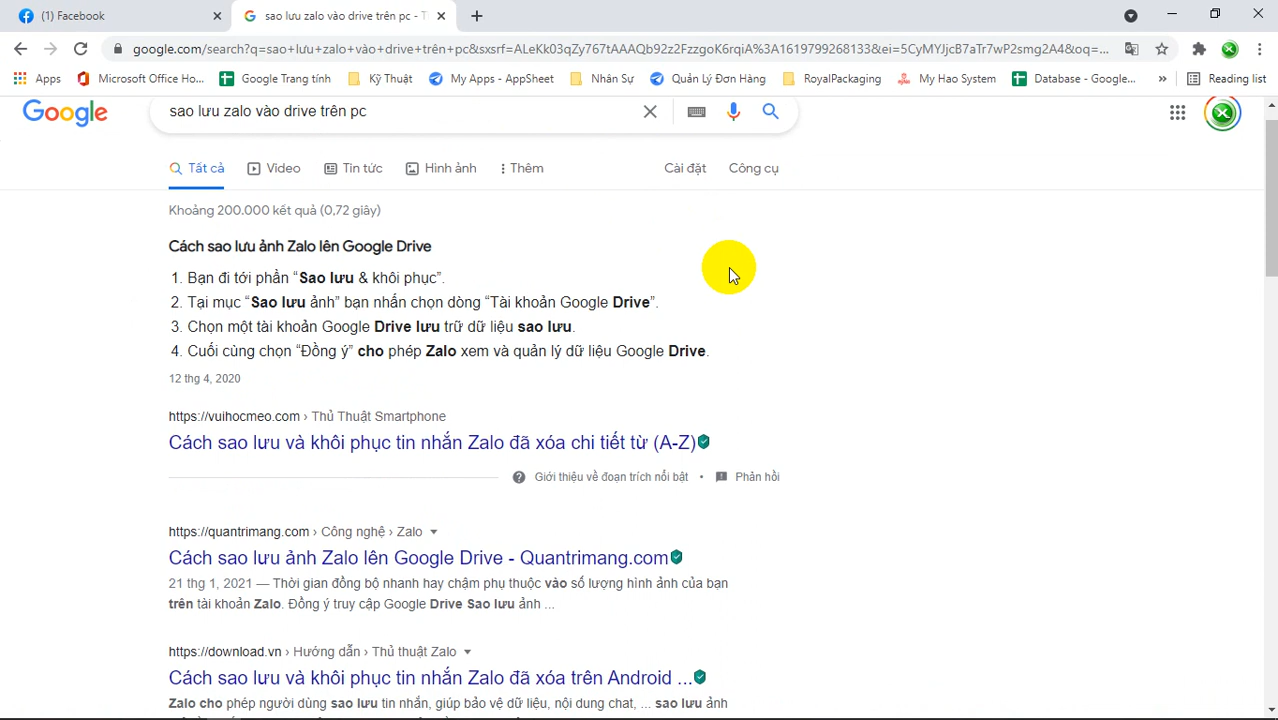 (1) Facebook
sao lưu zalo vào drive trên pc - T
google.com/search?q=sao+lưu+zalo+vào+drive+trên+pc&sxsrf=ALeKk03qZy767tAAAQb92z2FzzgoK6rqiA%3A1619799268133&ei=5CyMYJjcB7aTr7wP2smg2A4&oq=...
Apps
Microsoft Office Ho...
Google Trang tính
Kỹ Thuật
My Apps - AppSheet
Nhân Sự
Quản Lý Đơn Hàng
RoyalPackaging
My Hao System
Database - Google...
»
Reading list
Google
sao lưu zalo vào drive trên pc
Tất cả
Video
Tin tức
Hình ảnh
Thêm
Cài đặt
Công cụ
Khoảng 200.000 kết quả (0,72 giây)
Cách sao lưu ảnh Zalo lên Google Drive
1. Bạn đi tới phần “Sao lưu & khôi phục”.
2. Tại mục “Sao lưu ảnh” bạn nhấn chọn dòng “Tài khoản Google Drive”.
3. Chọn một tài khoản Google Drive lưu trữ dữ liệu sao lưu.
4. Cuối cùng chọn “Đồng ý” cho phép Zalo xem và quản lý dữ liệu Google Drive.
12 thg 4, 2020
https://vuihocmeo.com › Thủ Thuật Smartphone
Cách sao lưu và khôi phục tin nhắn Zalo đã xóa chi tiết từ (A-Z)
Giới thiệu về đoạn trích nổi bật • Phản hồi
https://quantrimang.com › Công nghệ › Zalo
Cách sao lưu ảnh Zalo lên Google Drive - Quantrimang.com
21 thg 1, 2021 — Thời gian đồng bộ nhanh hay chậm phụ thuộc vào số lượng hình ảnh của bạn
trên tài khoản Zalo. Đồng ý truy cập Google Drive Sao lưu ảnh ...
https://download.vn › Hướng dẫn › Thủ thuật Zalo
Cách sao lưu và khôi phục tin nhắn Zalo đã xóa trên Android ...
Zalo cho phép người dùng sao lưu tin nhắn, giúp bảo vệ dữ liệu, nội dung chat, ... sao lưu ảnh